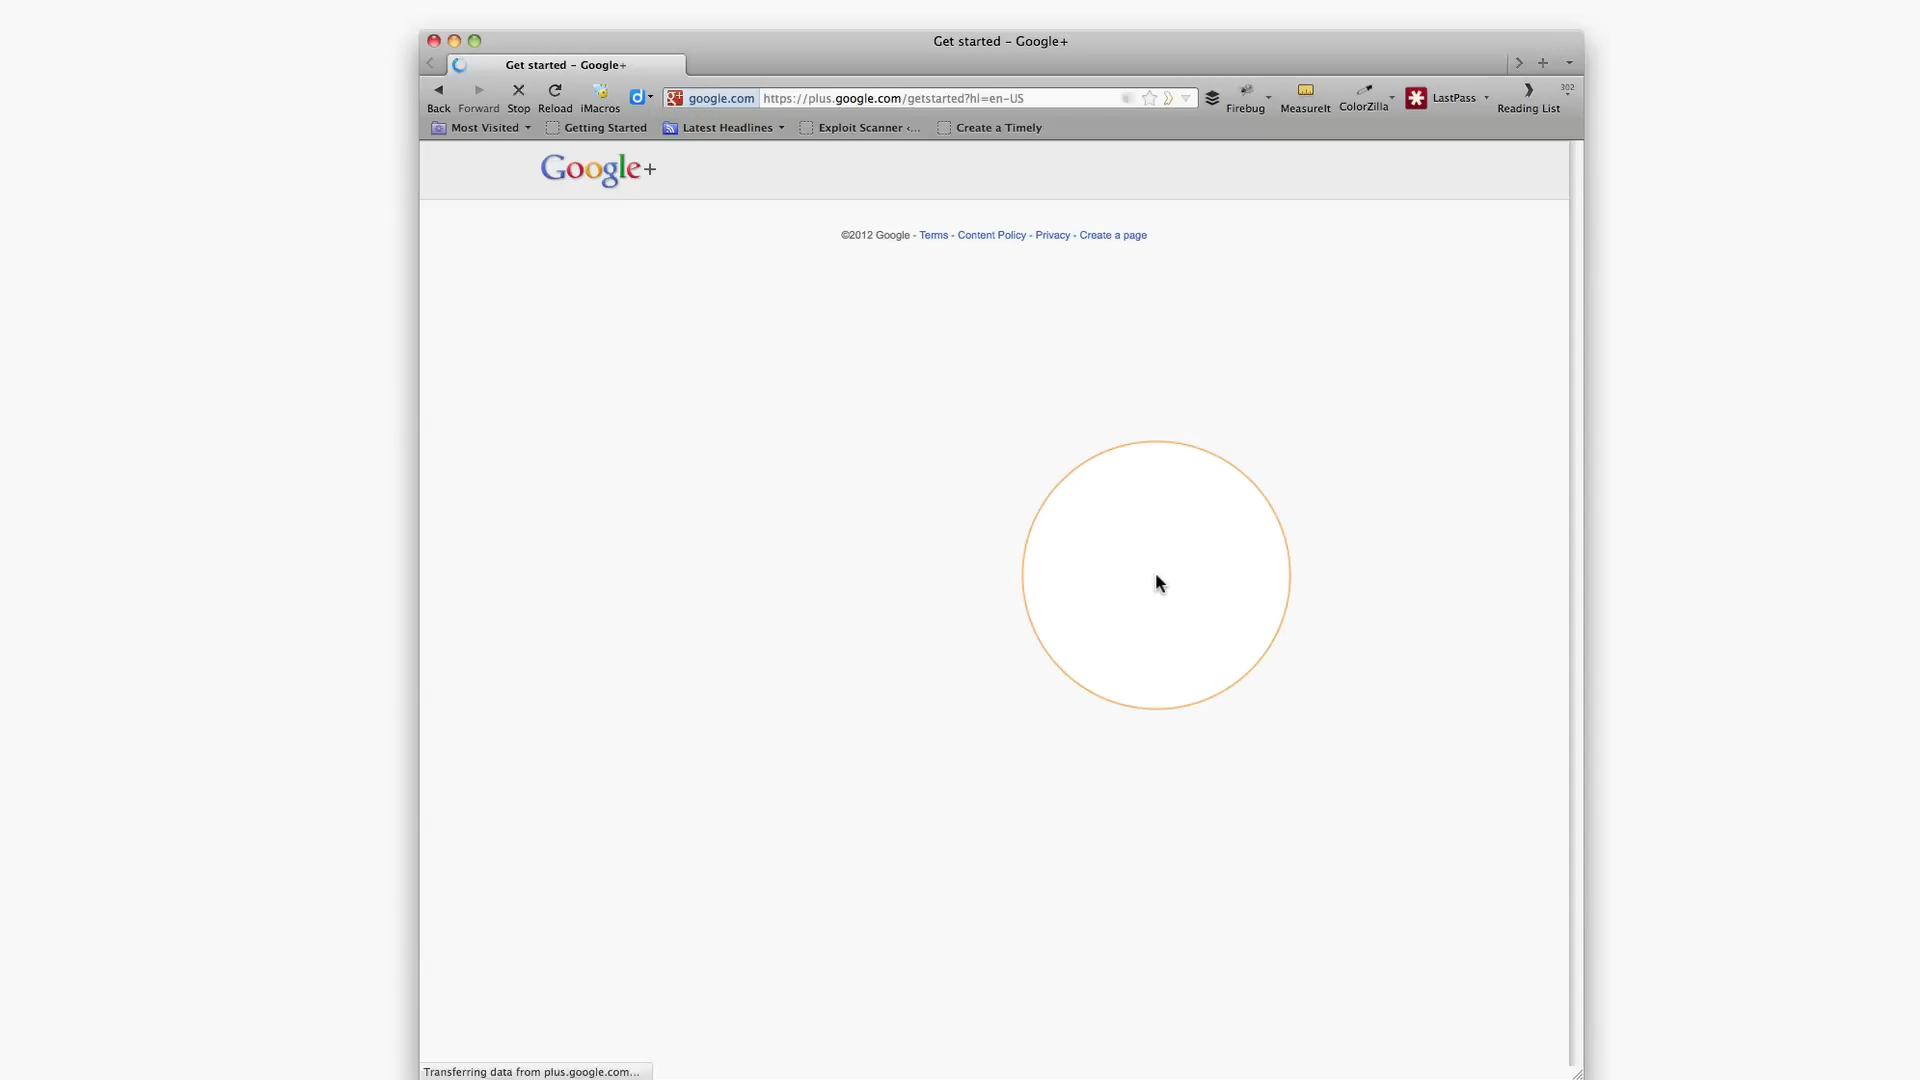 Get started - Google+
Get started - Google+
Back Forward Stop Reload iMacros d google.com https://plus.google.com/getstarted?hl=en-US Firebug MeasureIt ColorZilla LastPass Reading List 302
Most Visited Getting Started Latest Headlines Exploit Scanner ‹... Create a Timely
Google+
©2012 Google - Terms - Content Policy - Privacy - Create a page
Transferring data from plus.google.com...